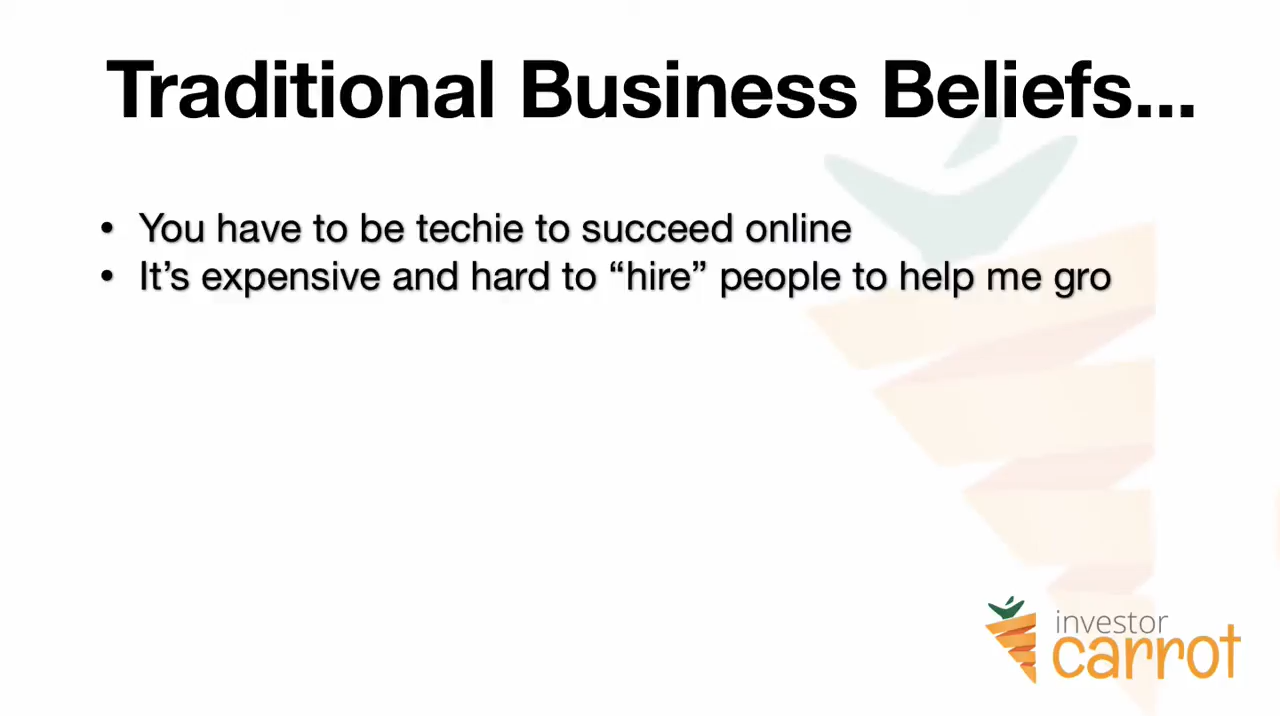 Traditional Business Beliefs...
• You have to be techie to succeed online
• It’s expensive and hard to “hire” people to help me gro
investor
carrot